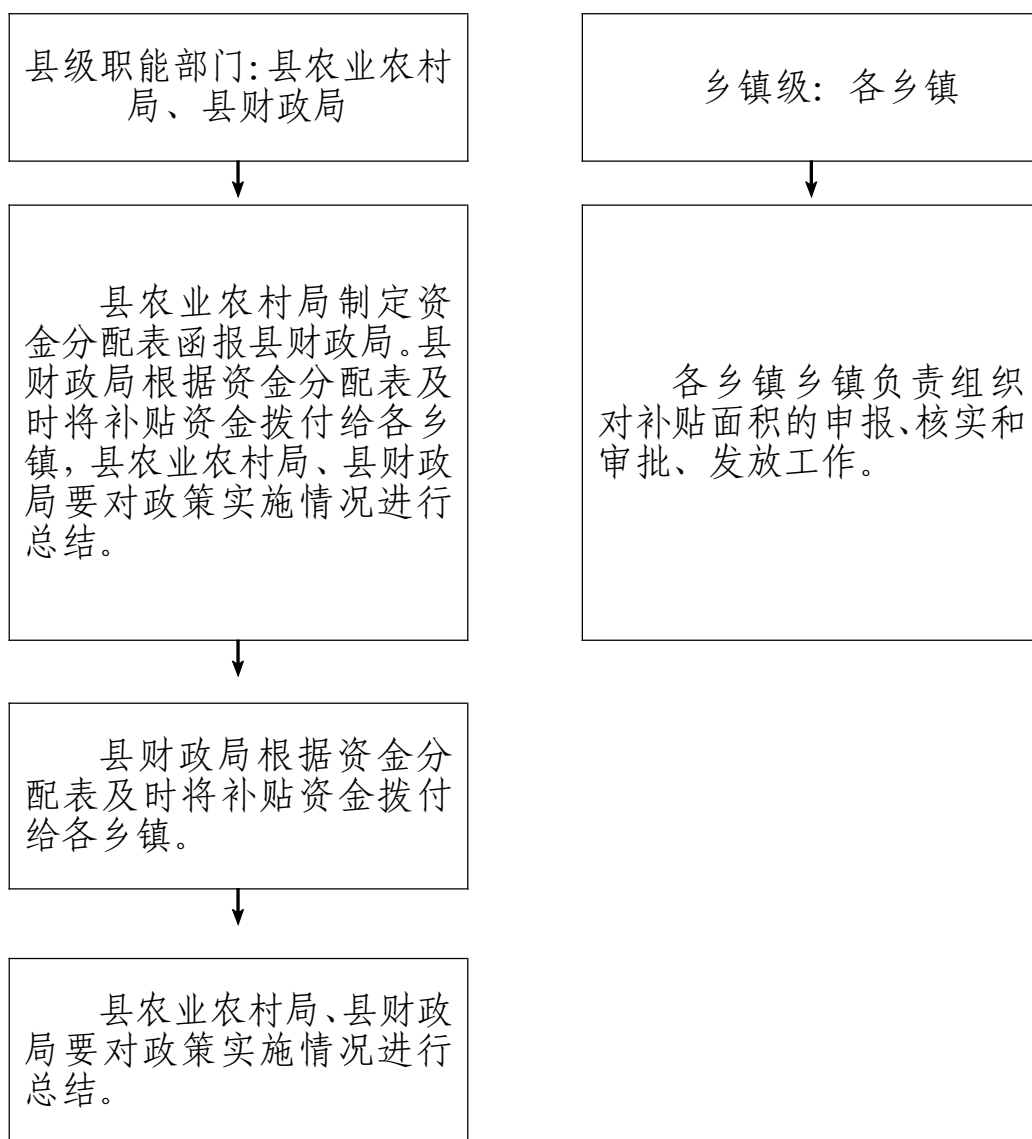 县级职能部门:县农业农村
局、县财政局
乡镇级：各乡镇
县农业农村局制定资
金分配表函报县财政局。县
财政局根据资金分配表及
时将补贴资金拨付给各乡
镇,县农业农村局、县财政
局要对政策实施情况进行
总结。
各乡镇乡镇负责组织
对补贴面积的申报、核实和
审批、发放工作。
县财政局根据资金分
配表及时将补贴资金拨付
给各乡镇。
县农业农村局、县财政
局要对政策实施情况进行
总结。